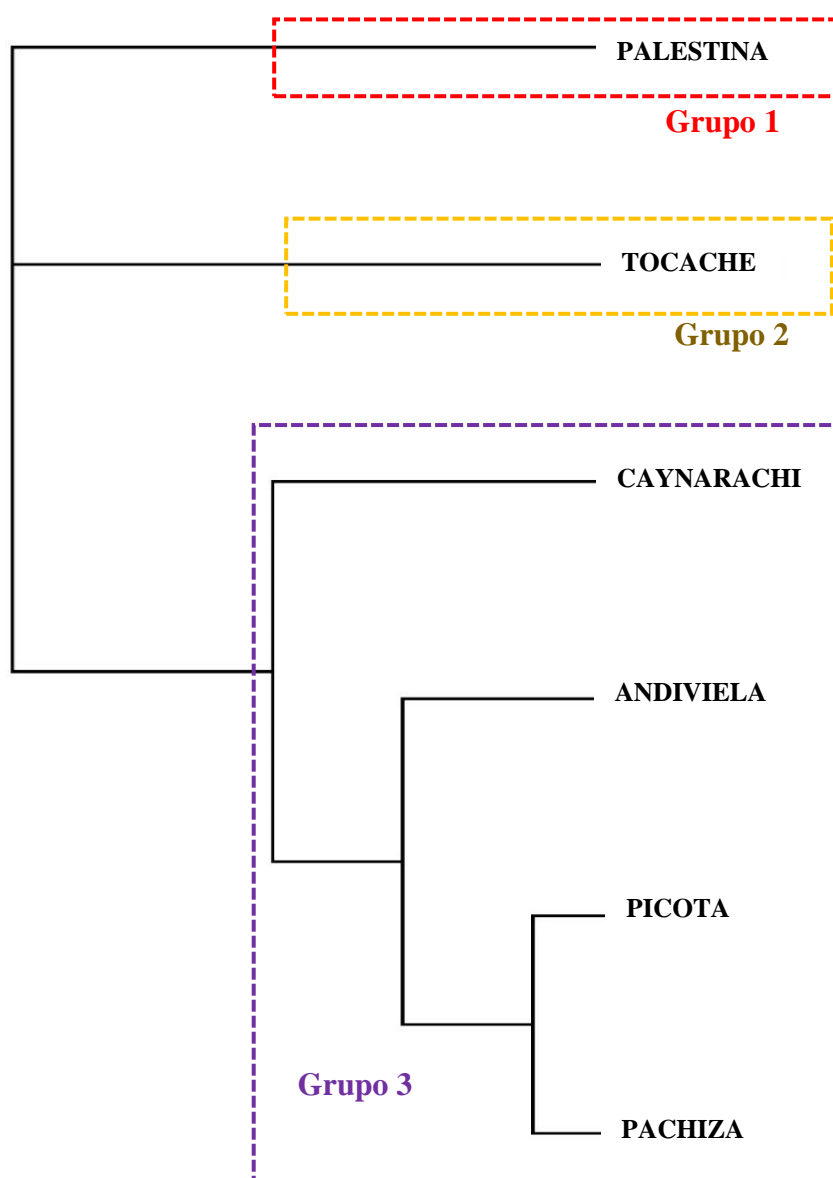 PALESTINA
Grupo 1
TOCACHE
Grupo 2
CAYNARACHI
ANDIVIELA
PICOTA
Grupo 3
PACHIZA